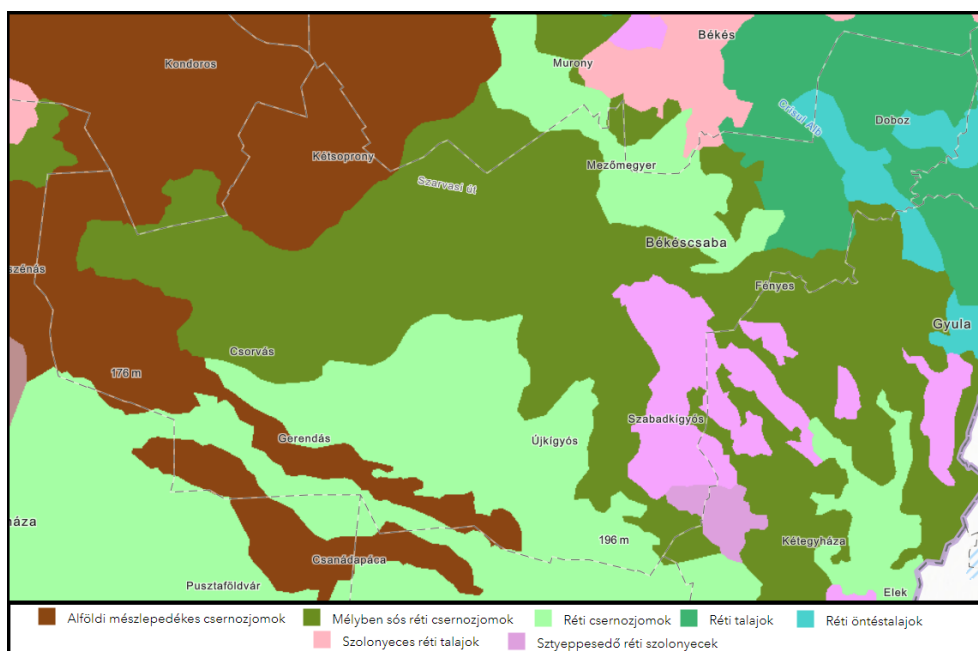 Békés
Murony
Kondoros
Crisul Alb
Doboz
Kétsoprony
Mezőmegyer
Szarvasi út
Békéscsaba
szénás
Fényes
Gyula
Csorvás
176 m
Szabadkígyós
Gerendás
Újkígyós
háza
196 m
Kétegyháza
Csanádapáca
Pusztaföldvár
Elek
Alföldi mészlepedékes csernozjomok
Mélyben sós réti csernozjomok
Réti csernozjomok
Réti talajok
Réti öntéstalajok
Szolonyeces réti talajok
Sztyeppesedő réti szolonyecek